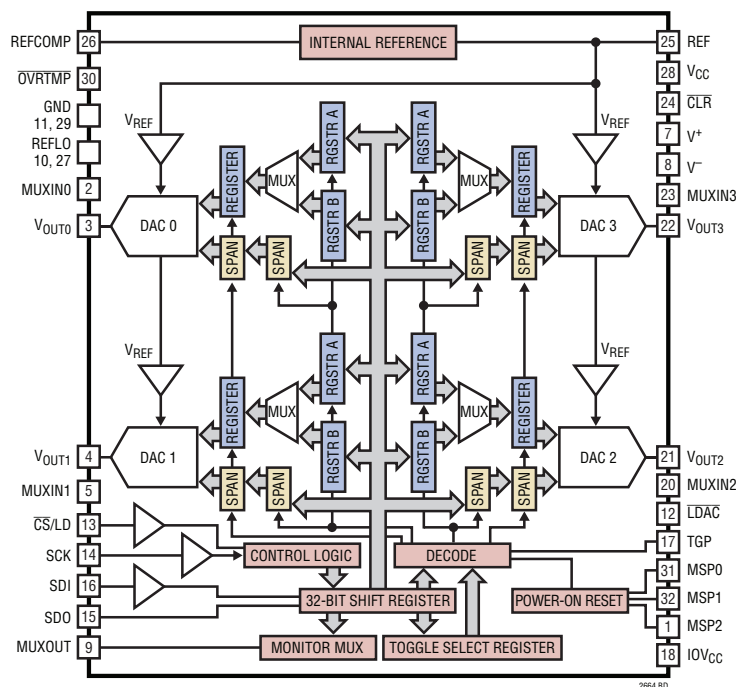 REFCOMP 26
INTERNAL REFERENCE
25 REF
OVRTMP 30
28 VCC
GND
11, 29
24 CLR
REFLO
10, 27
7 V+
8 V–
MUXIN0 2
23 MUXIN3
VOUT0 3
22 VOUT3
VREF
VREF
DAC 0
REGISTER
MUX
RGSTR A
RGSTR B
SPAN
SPAN
RGSTR A
RGSTR B
MUX
REGISTER
SPAN
SPAN
DAC 3
VREF
VREF
DAC 1
REGISTER
MUX
RGSTR A
RGSTR B
SPAN
SPAN
RGSTR A
RGSTR B
MUX
REGISTER
SPAN
SPAN
DAC 2
VOUT1 4
21 VOUT2
MUXIN1 5
20 MUXIN2
CS/LD 13
12 LDAC
SCK 14
CONTROL LOGIC
DECODE
17 TGP
SDI 16
31 MSP0
32-BIT SHIFT REGISTER
POWER-ON RESET
32 MSP1
SDO 15
1 MSP2
MUXOUT 9
MONITOR MUX
TOGGLE SELECT REGISTER
18 IOVCC
2664 BD